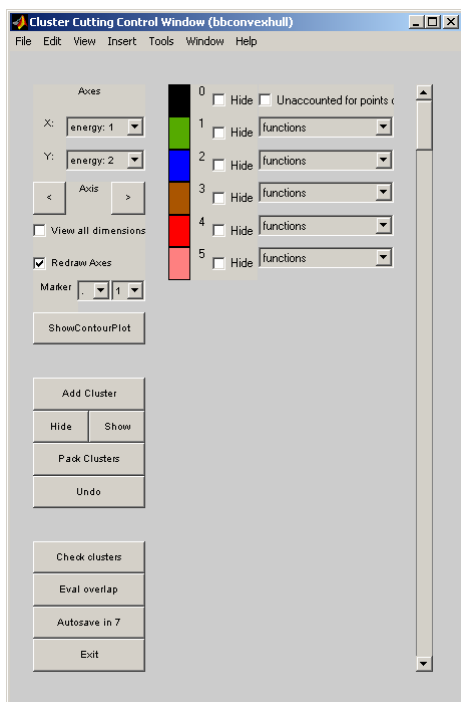 Cluster Cutting Control Window (bbconvexhull)
File Edit View Insert Tools Window Help
Axes
X: energy: 1
Y: energy: 2
< Axis >
View all dimensions
Redraw Axes
Marker . 1
ShowContourPlot
Add Cluster
Hide Show
Pack Clusters
Undo
Check clusters
Eval overlap
Autosave in 7
Exit
0 Hide Unaccounted for points
1 Hide functions
2 Hide functions
3 Hide functions
4 Hide functions
5 Hide functions